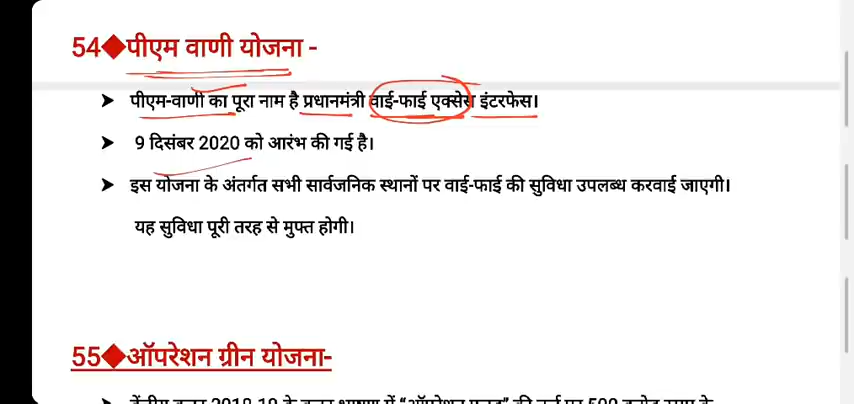 54◆पीएम वाणी योजना -
➤ पीएम-वाणी का पूरा नाम है प्रधानमंत्री वाई-फाई एक्सेस इंटरफेस।
➤ 9 दिसंबर 2020 को आरंभ की गई है।
➤ इस योजना के अंतर्गत सभी सार्वजनिक स्थानों पर वाई-फाई की सुविधा उपलब्ध करवाई जाएगी।
यह सुविधा पूरी तरह से मुफ्त होगी।
55◆ऑपरेशन ग्रीन योजना-